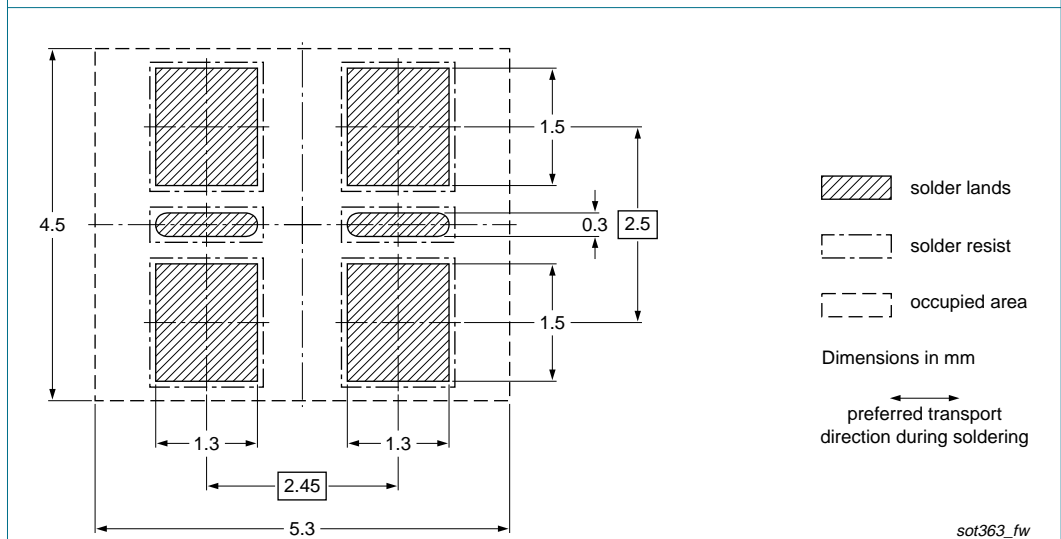 1.5
4.5
0.3
2.5
1.5
1.3
1.3
2.45
5.3
solder lands
solder resist
occupied area
Dimensions in mm
preferred transport
direction during soldering
sot363_fw